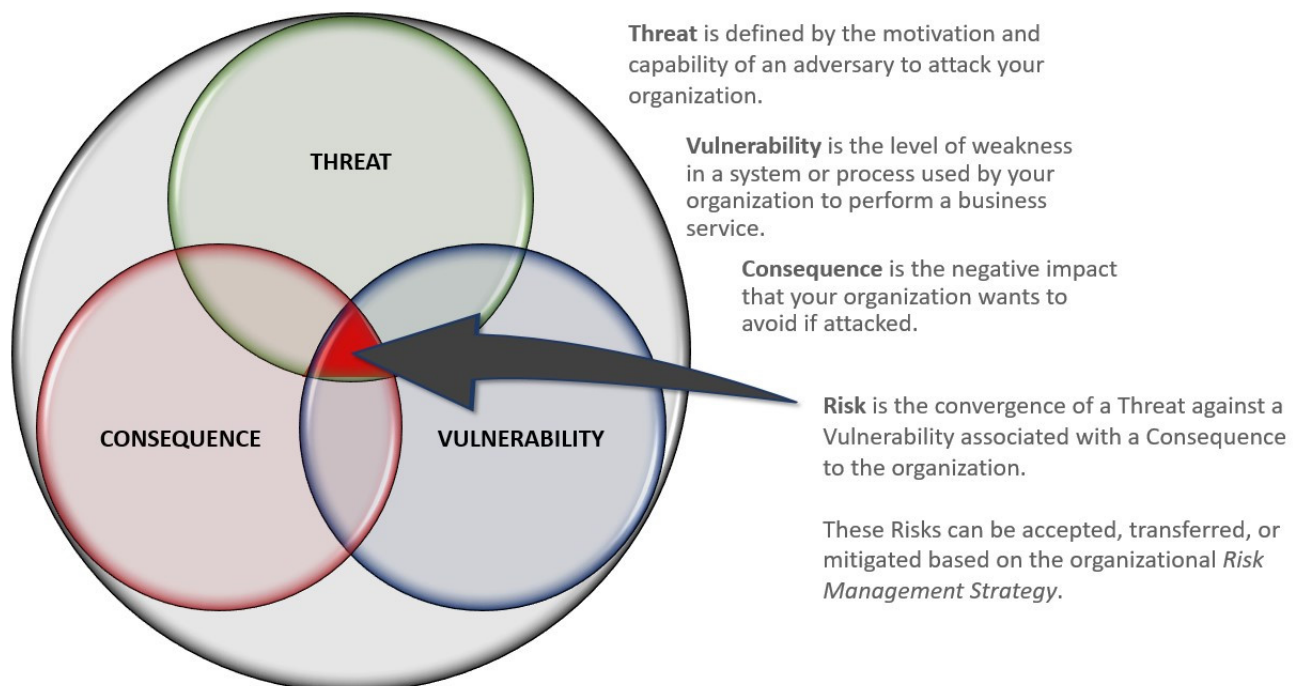 THREAT
CONSEQUENCE
VULNERABILITY
Threat is defined by the motivation and
capability of an adversary to attack your
organization.
Vulnerability is the level of weakness
in a system or process used by your
organization to perform a business
service.
Consequence is the negative impact
that your organization wants to
avoid if attacked.
Risk is the convergence of a Threat against a
Vulnerability associated with a Consequence
to the organization.
These Risks can be accepted, transferred, or
mitigated based on the organizational Risk
Management Strategy.